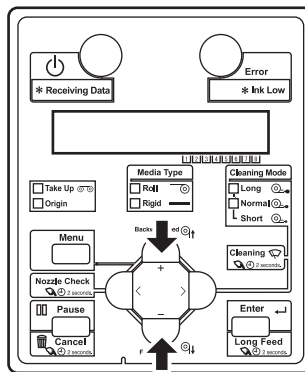 Error
* Receiving Data
* Ink Low
1 2 3 4 5 6 7 8
Media Type
Cleaning Mode
Take Up
Roll
Long
Origin
Rigid
Normal
Short
Menu
+
Cleaning
2 seconds.
Nozzle Check
2 seconds.
< >
Pause
−
Enter
Cancel
2 seconds.
Long Feed
2 seconds.